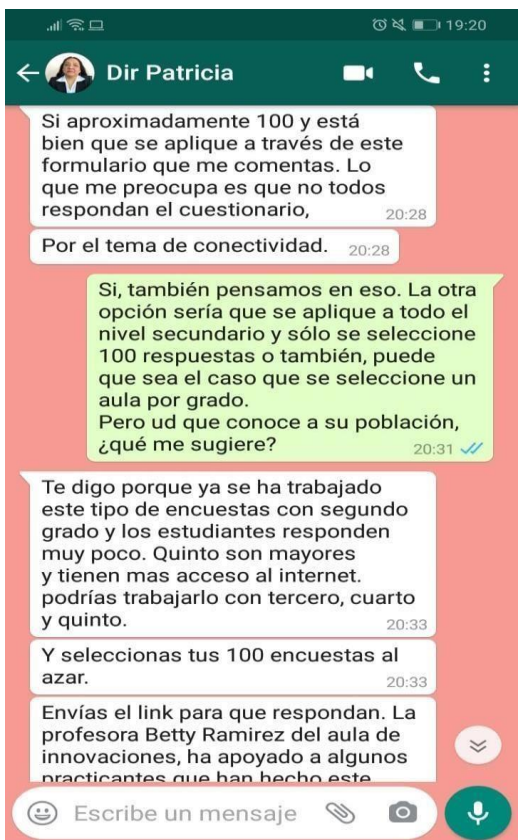 19:20
Dir Patricia
Si aproximadamente 100 y está
bien que se aplique a través de este
formulario que me comentas. Lo
que me preocupa es que no todos
respondan el cuestionario,
20:28
Por el tema de conectividad. 20:28
Si, también pensamos en eso. La otra
opción sería que se aplique a todo el
nivel secundario y sólo se seleccione
100 respuestas o también, puede
que sea el caso que se seleccione un
aula por grado.
Pero ud que conoce a su población,
¿qué me sugiere?
20:31
Te digo porque ya se ha trabajado
este tipo de encuestas con segundo
grado y los estudiantes responden
muy poco. Quinto son mayores
y tienen mas acceso al internet.
podrías trabajarlo con tercero, cuarto
y quinto.
20:33
Y seleccionas tus 100 encuestas al
azar.
20:33
Envías el link para que respondan. La
profesora Betty Ramirez del aula de
innovaciones, ha apoyado a algunos
practicantes que han hecho este
Escribe un mensaje